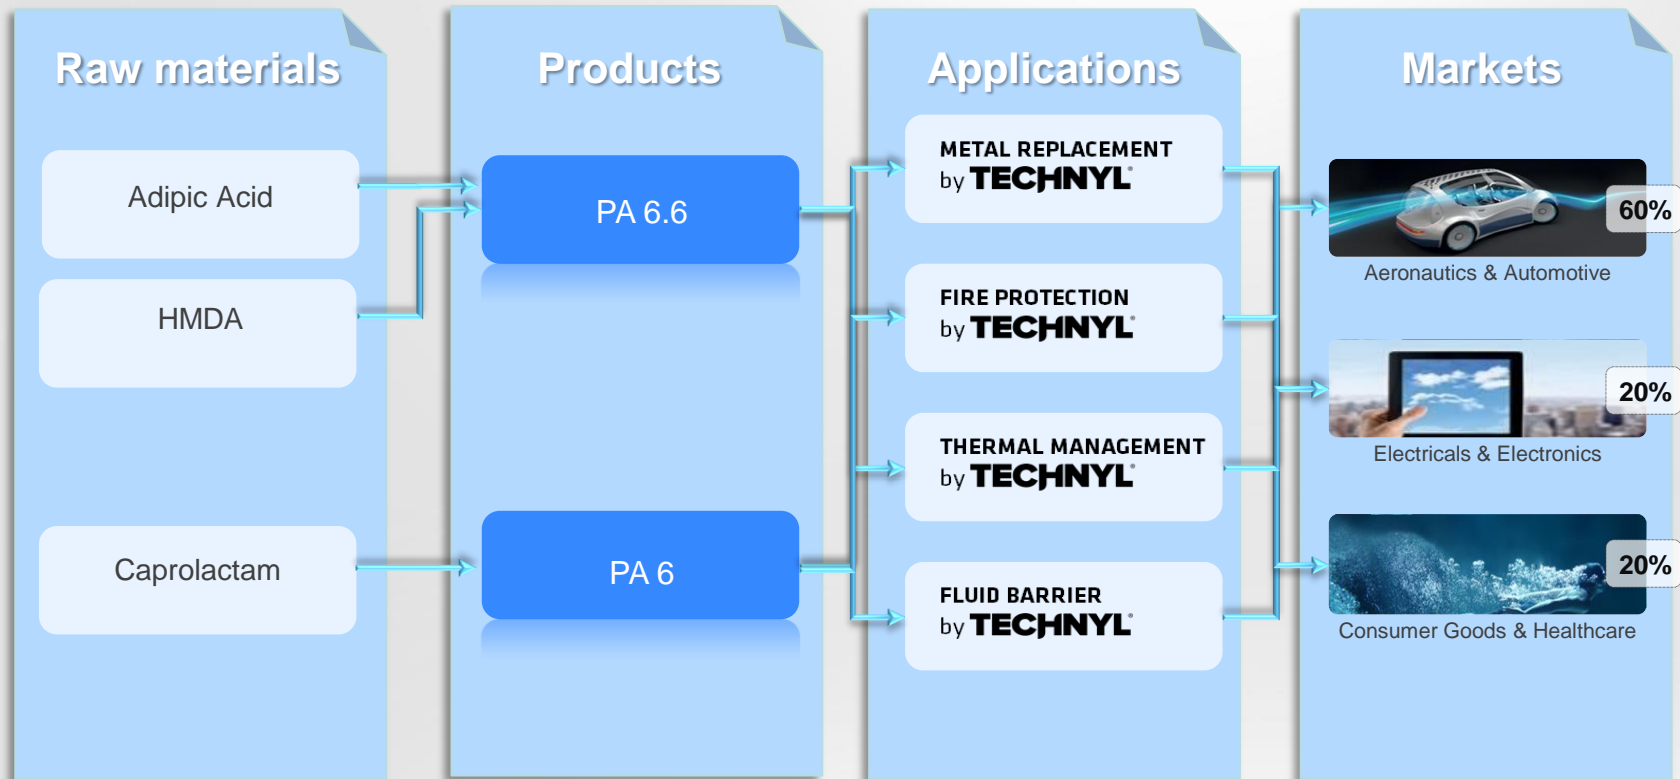 Raw materials
Adipic Acid
HMDA
Caprolactam
Products
PA 6.6
PA 6
Applications
METAL REPLACEMENT
by TECHNYL®
FIRE PROTECTION
by TECHNYL®
THERMAL MANAGEMENT
by TECHNYL®
FLUID BARRIER
by TECHNYL®
Markets
60%
Aeronautics & Automotive
20%
Electricals & Electronics
20%
Consumer Goods & Healthcare